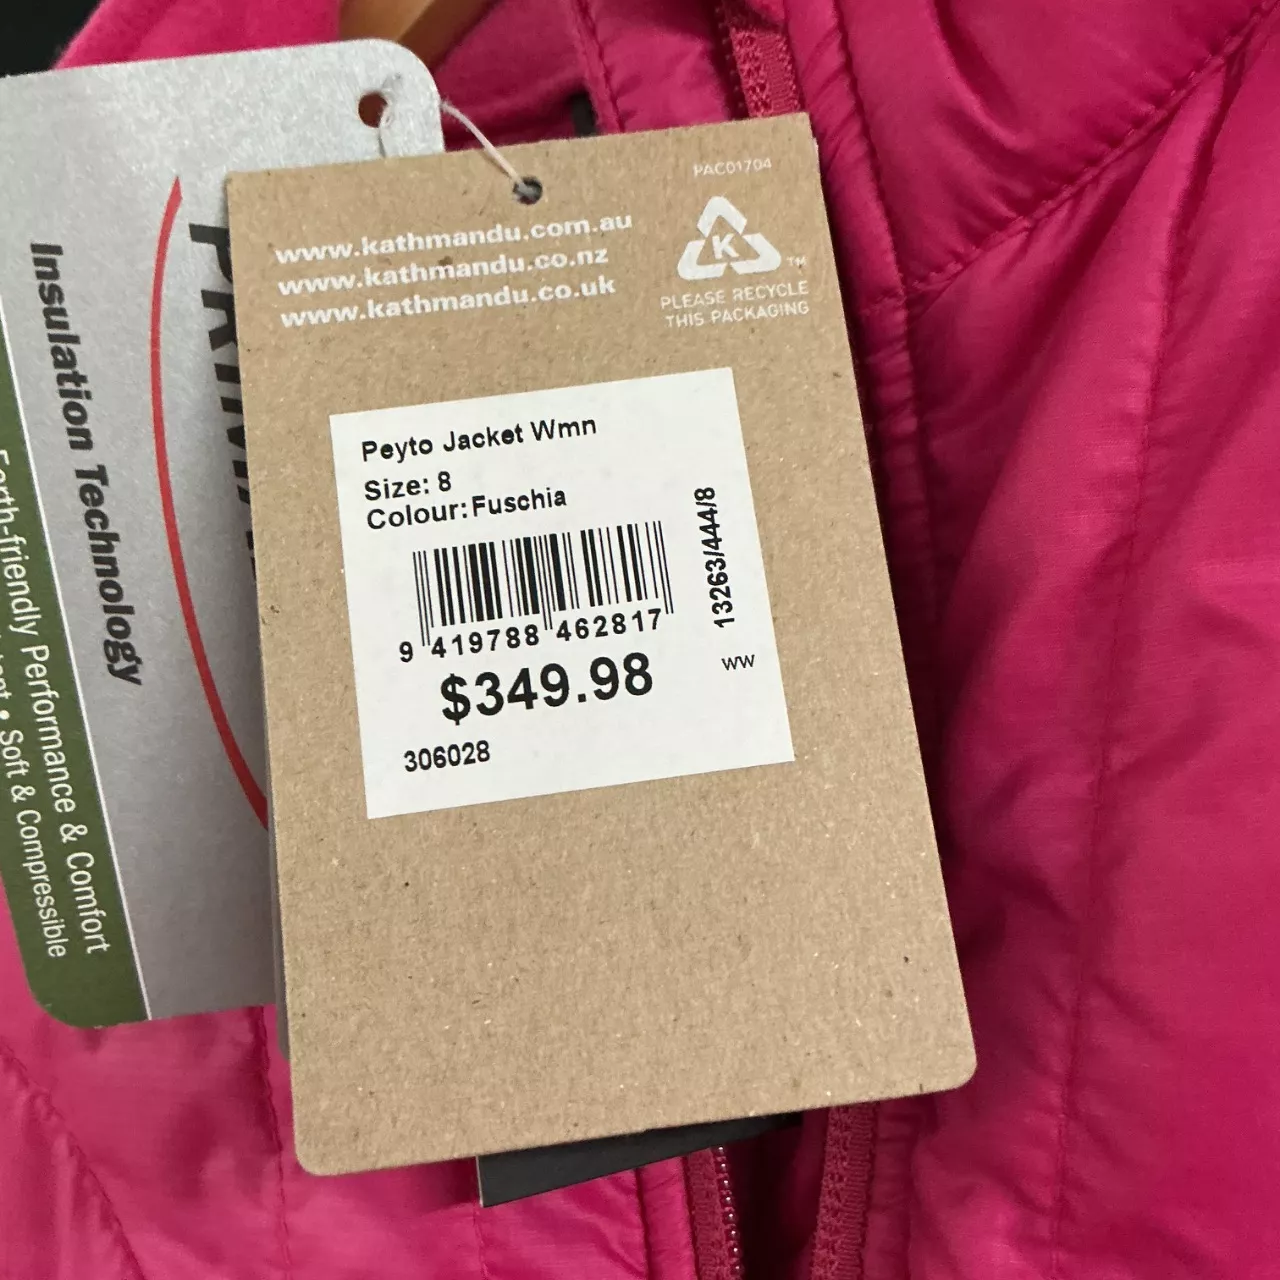 PAC01704
www.kathmandu.com.au
www.kathmandu.co.nz
www.kathmandu.co.uk
K
TM
PLEASE RECYCLE
THIS PACKAGING
Peyto Jacket Wmn
Size: 8
Colour: Fuschia
9 419788 462817
13263/444/8
$349.98
ww
306028
Insulation Technology
Performance & Comfort
• Soft & Compressible